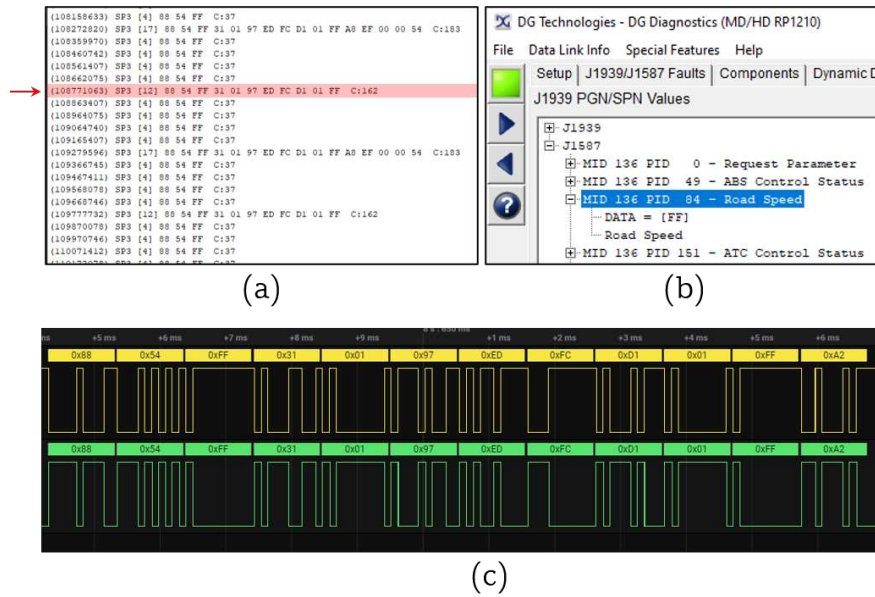 (108158633) SP3 [4] 88 54 FF C:37
(108272820) SP3 [17] 88 54 FF 31 01 97 ED FC D1 01 FF A8 EF 00 00 54 C:183
(108359970) SP3 [4] 88 54 FF C:37
(108460742) SP3 [4] 88 54 FF C:37
(108561407) SP3 [4] 88 54 FF C:37
(108662075) SP3 [4] 88 54 FF C:37
(108771063) SP3 [12] 88 54 FF 31 01 97 ED FC D1 01 FF C:162
(108863407) SP3 [4] 88 54 FF C:37
(108964075) SP3 [4] 88 54 FF C:37
(109064740) SP3 [4] 88 54 FF C:37
(109165407) SP3 [4] 88 54 FF C:37
(109279596) SP3 [17] 88 54 FF 31 01 97 ED FC D1 01 FF A8 EF 00 00 54 C:183
(109366745) SP3 [4] 88 54 FF C:37
(109467411) SP3 [4] 88 54 FF C:37
(109568078) SP3 [4] 88 54 FF C:37
(109668746) SP3 [4] 88 54 FF C:37
(109777732) SP3 [12] 88 54 FF 31 01 97 ED FC D1 01 FF C:162
(109870078) SP3 [4] 88 54 FF C:37
(109970746) SP3 [4] 88 54 FF C:37
(110071412) SP3 [4] 88 54 FF C:37
(a)
DG Technologies - DG Diagnostics (MD/HD RP1210)
File Data Link Info Special Features Help
Setup J1939/J1587 Faults Components Dynamic
J1939 PGN/SPN Values
J1939
J1587
MID 136 PID 0 - Request Parameter
MID 136 PID 49 - ABS Control Status
MID 136 PID 84 - Road Speed
DATA = [FF]
Road Speed
MID 136 PID 151 - ATC Control Status
(b)
ms +5 ms +6 ms +7 ms +8 ms +9 ms +1 ms +2 ms +3 ms +4 ms +5 ms +6 ms
0x88 0x54 0xFF 0x31 0x01 0x97 0xED 0xFC 0xD1 0x01 0xFF 0xA2
0x88 0x54 0xFF 0x31 0x01 0x97 0xED 0xFC 0xD1 0x01 0xFF 0xA2
(c)